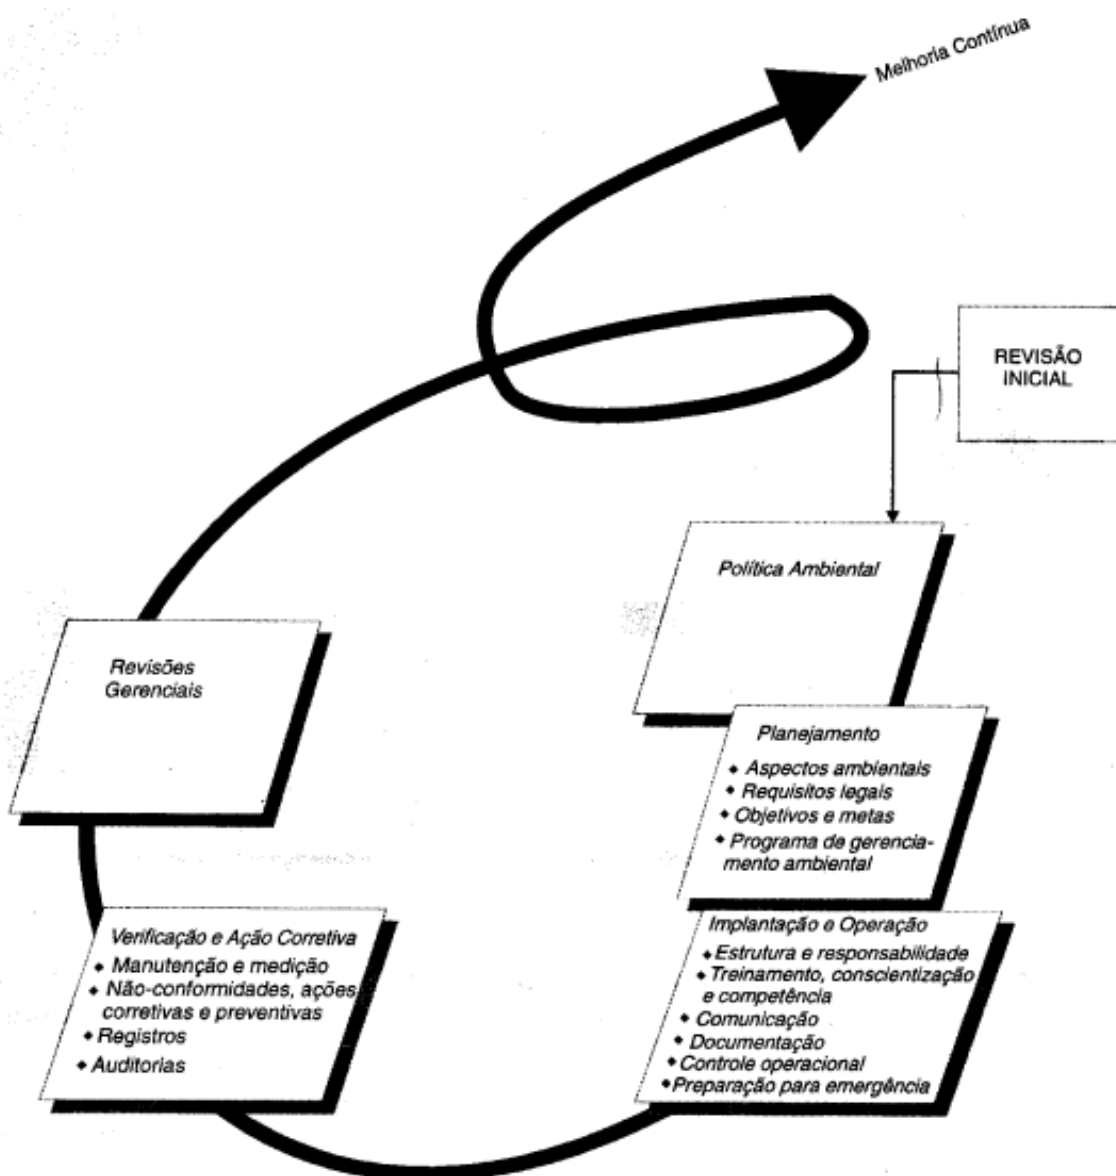 Melhoria Contínua
REVISÃO
INICIAL
Política Ambiental
Revisões
Gerenciais
Planejamento
◆ Aspectos ambientais
◆ Requisitos legais
◆ Objetivos e metas
◆ Programa de gerencia-
mento ambiental
Verificação e Ação Corretiva
◆ Manutenção e medição
◆ Não-conformidades, ações
corretivas e preventivas
◆ Registros
◆ Auditorias
Implantação e Operação
◆ Estrutura e responsabilidade
◆ Treinamento, conscientização
e competência
◆ Comunicação
◆ Documentação
◆ Controle operacional
◆ Preparação para emergência